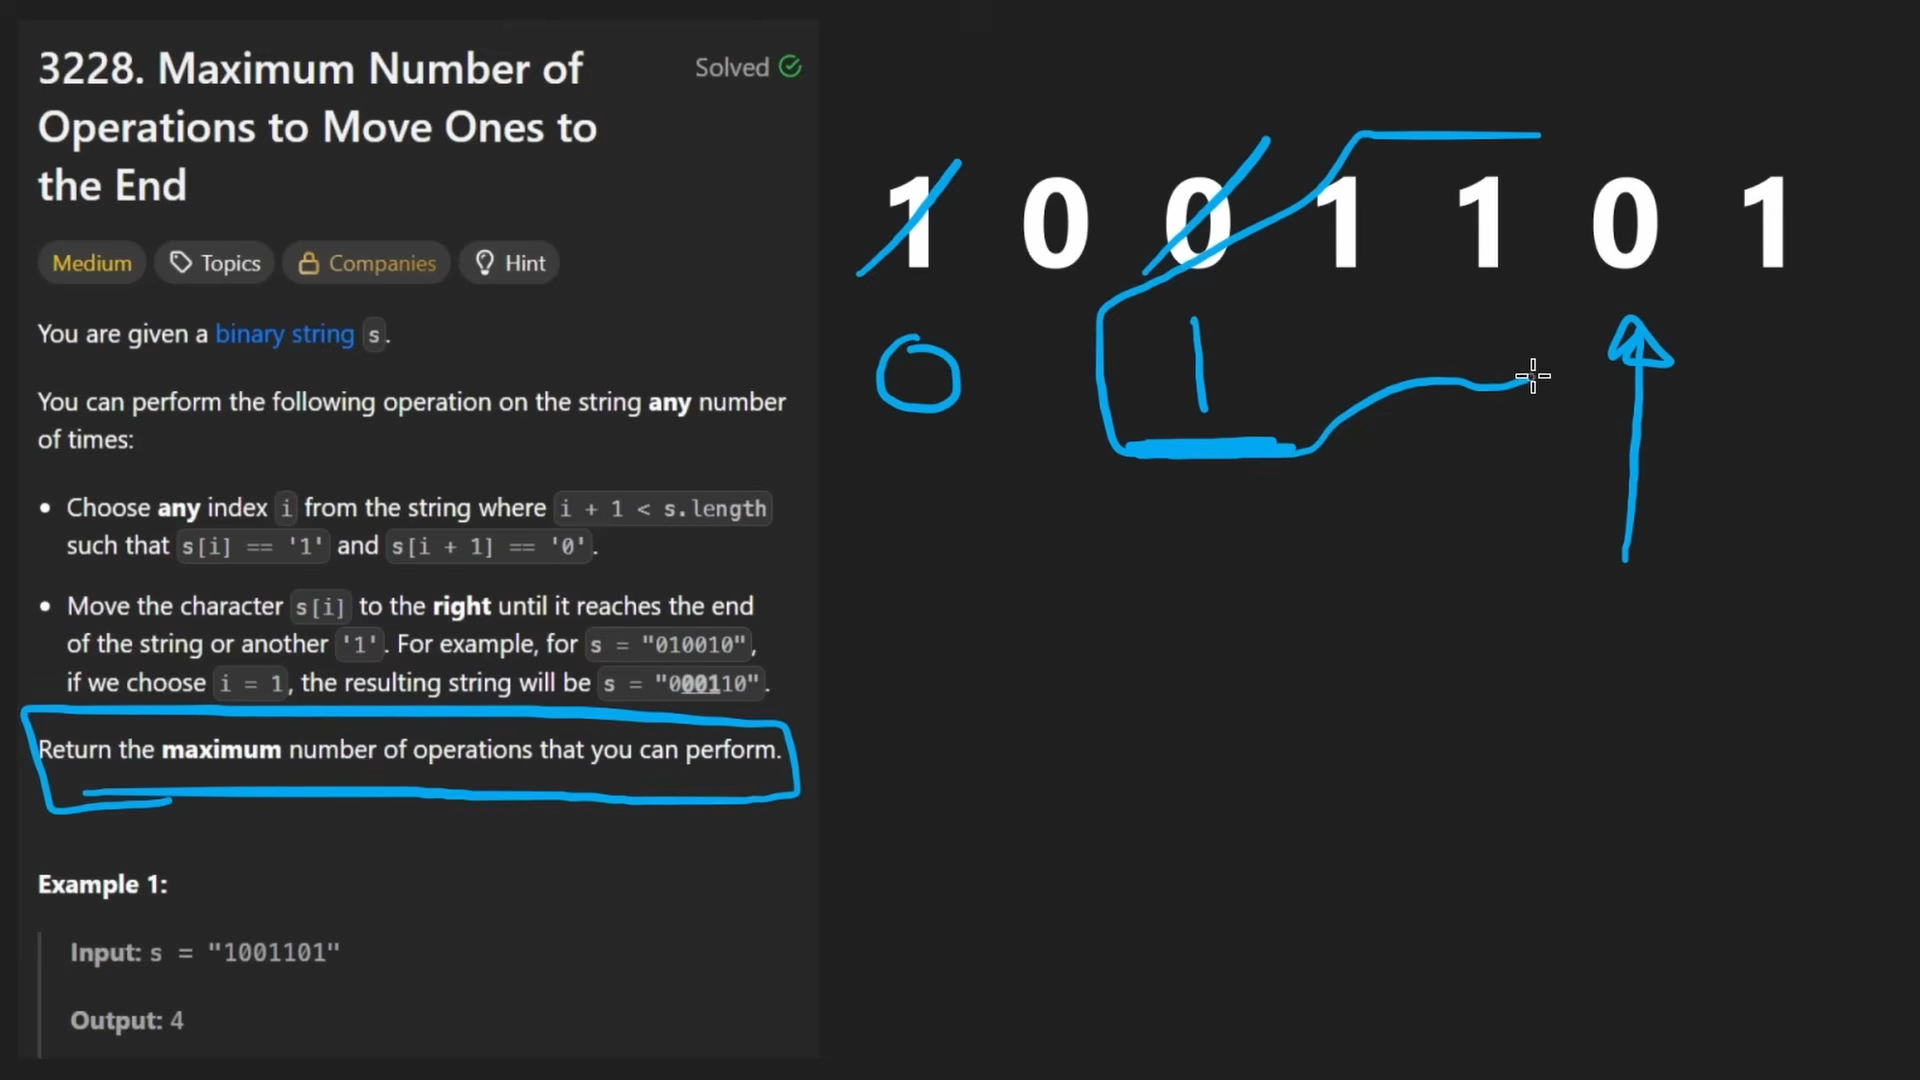 3228. Maximum Number of
Operations to Move Ones to
the End
Solved
Medium Topics Companies Hint
You are given a binary string s.
You can perform the following operation on the string any number
of times:
• Choose any index i from the string where i + 1 < s.length
such that s[i] == '1' and s[i + 1] == '0'.
• Move the character s[i] to the right until it reaches the end
of the string or another '1'. For example, for s = "010010",
if we choose i = 1, the resulting string will be s = "000110".
Return the maximum number of operations that you can perform.
Example 1:
Input: s = "1001101"
Output: 4
1 0 0 1 1 0 1
0 1